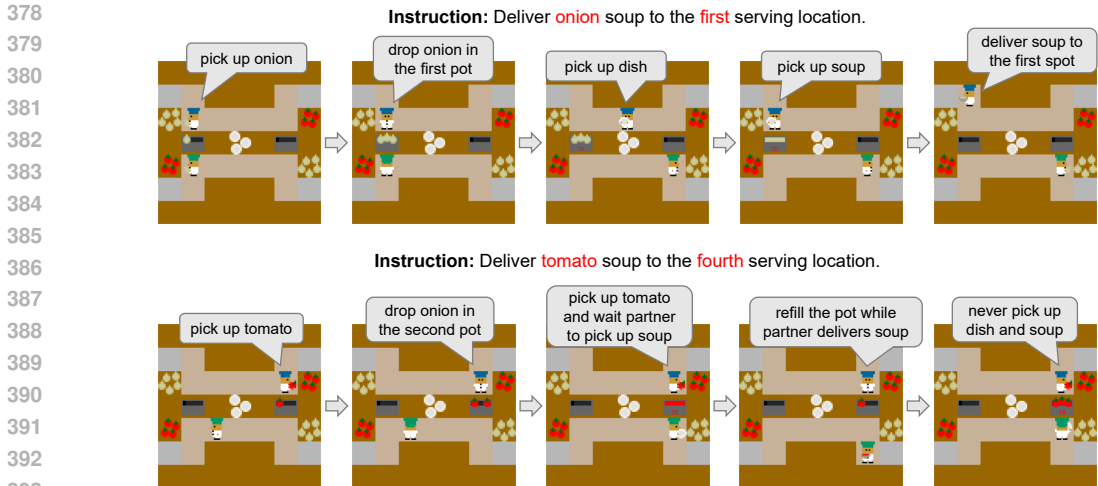 378
Instruction: Deliver onion soup to the first serving location.
379
pick up onion
drop onion in
the first pot
pick up dish
pick up soup
deliver soup to
the first spot
380
381
382
383
384
385
386
Instruction: Deliver tomato soup to the fourth serving location.
387
388
pick up tomato
drop onion in
the second pot
pick up tomato
and wait partner
to pick up soup
refill the pot while
partner delivers soup
never pick up
dish and soup
389
390
391
392